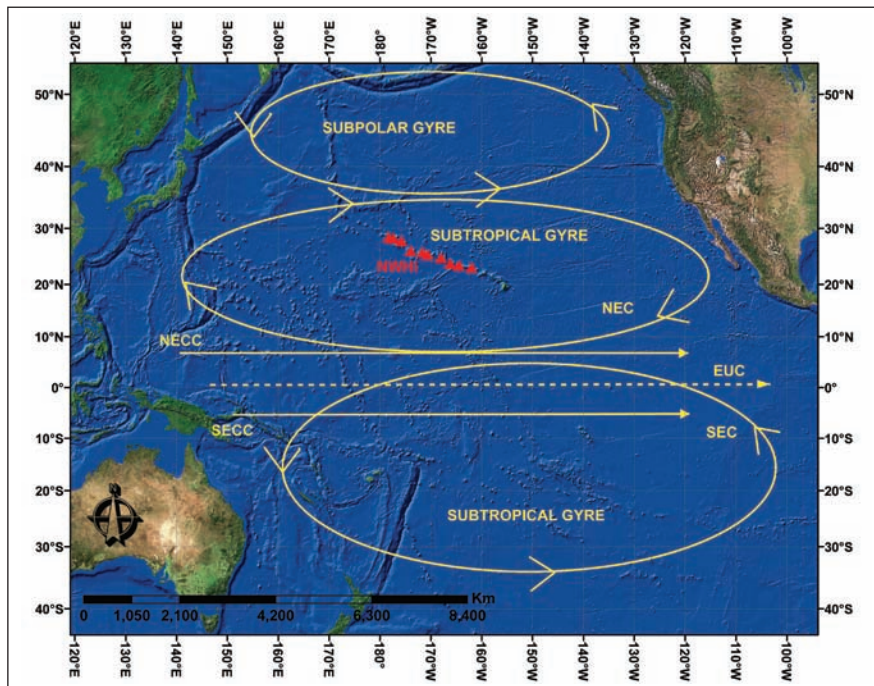 120°E 130°E 140°E 150°E 160°E 170°E 180° 170°W 160°W 150°W 140°W 130°W 120°W 110°W 100°W
50°N 50°N
SUBPOLAR GYRE
40°N 40°N
30°N 30°N
SUBTROPICAL GYRE
NWHI
20°N 20°N
NEC
10°N 10°N
NECC
EUC
0° 0°
SECC SEC
10°S 10°S
20°S 20°S
SUBTROPICAL GYRE
30°S 30°S
Km
0 1,050 2,100 4,200 6,300 8,400
40°S 40°S
120°E 130°E 140°E 150°E 160°E 170°E 180° 170°W 160°W 150°W 140°W 130°W 120°W 110°W 100°W